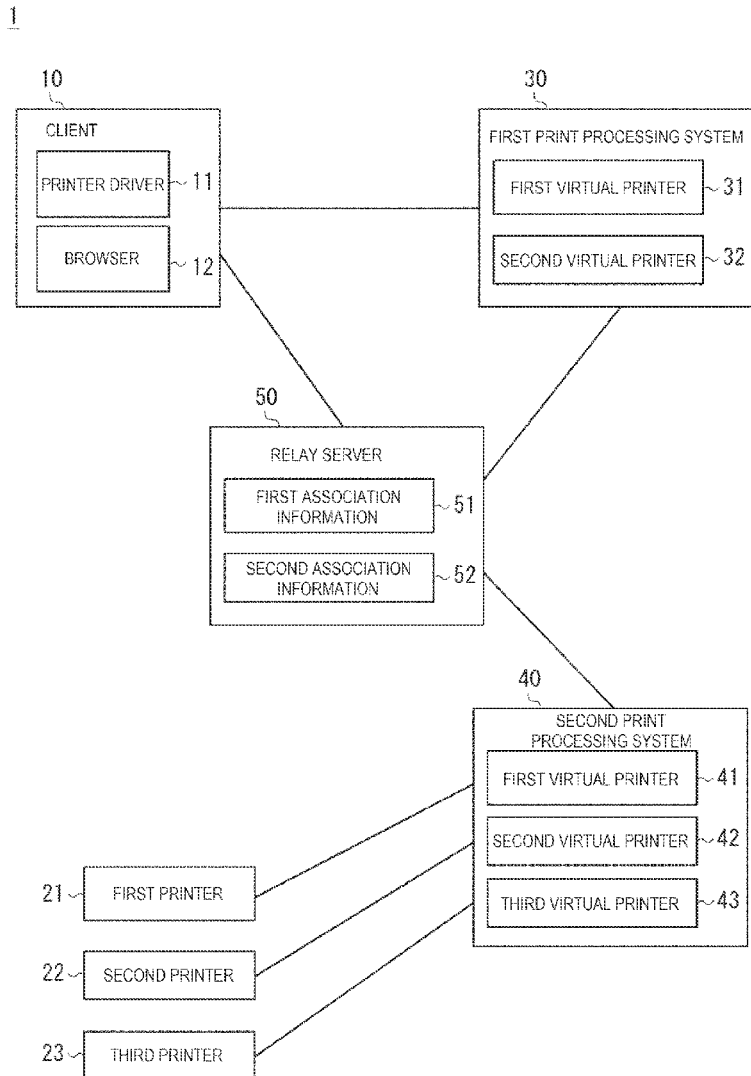 1
10
CLIENT
PRINTER DRIVER
11
BROWSER
12
30
FIRST PRINT PROCESSING SYSTEM
FIRST VIRTUAL PRINTER
31
SECOND VIRTUAL PRINTER
32
50
RELAY SERVER
FIRST ASSOCIATION
INFORMATION
51
SECOND ASSOCIATION
INFORMATION
52
40
SECOND PRINT
PROCESSING SYSTEM
FIRST VIRTUAL PRINTER
41
SECOND VIRTUAL PRINTER
42
THIRD VIRTUAL PRINTER
43
21
FIRST PRINTER
22
SECOND PRINTER
23
THIRD PRINTER